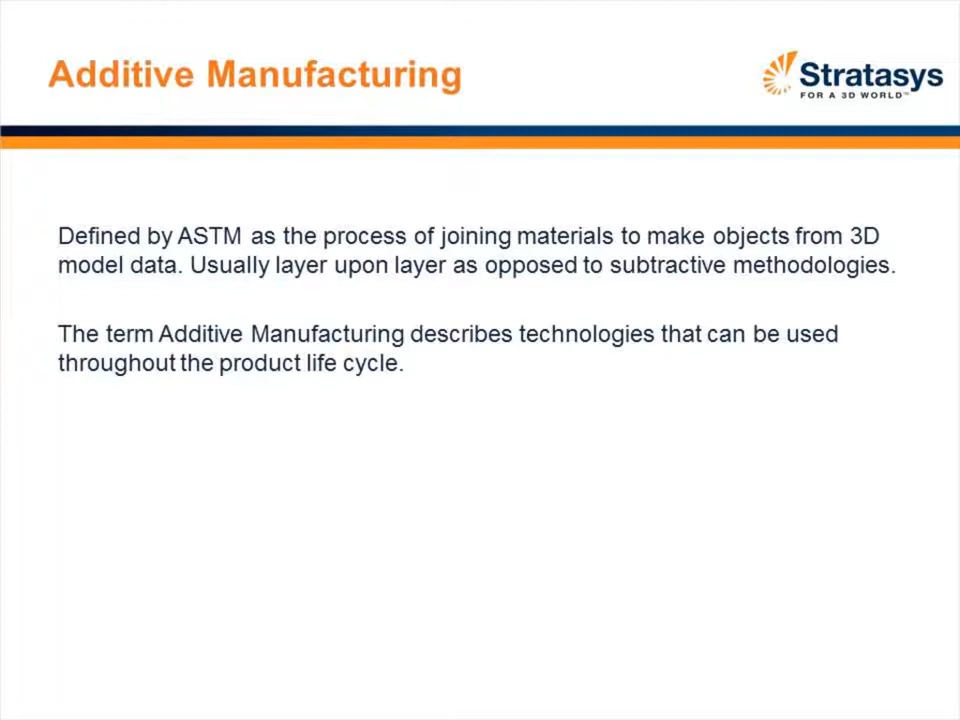 Additive Manufacturing
Stratasys
FOR A 3D WORLD™
Defined by ASTM as the process of joining materials to make objects from 3D
model data. Usually layer upon layer as opposed to subtractive methodologies.
The term Additive Manufacturing describes technologies that can be used
throughout the product life cycle.